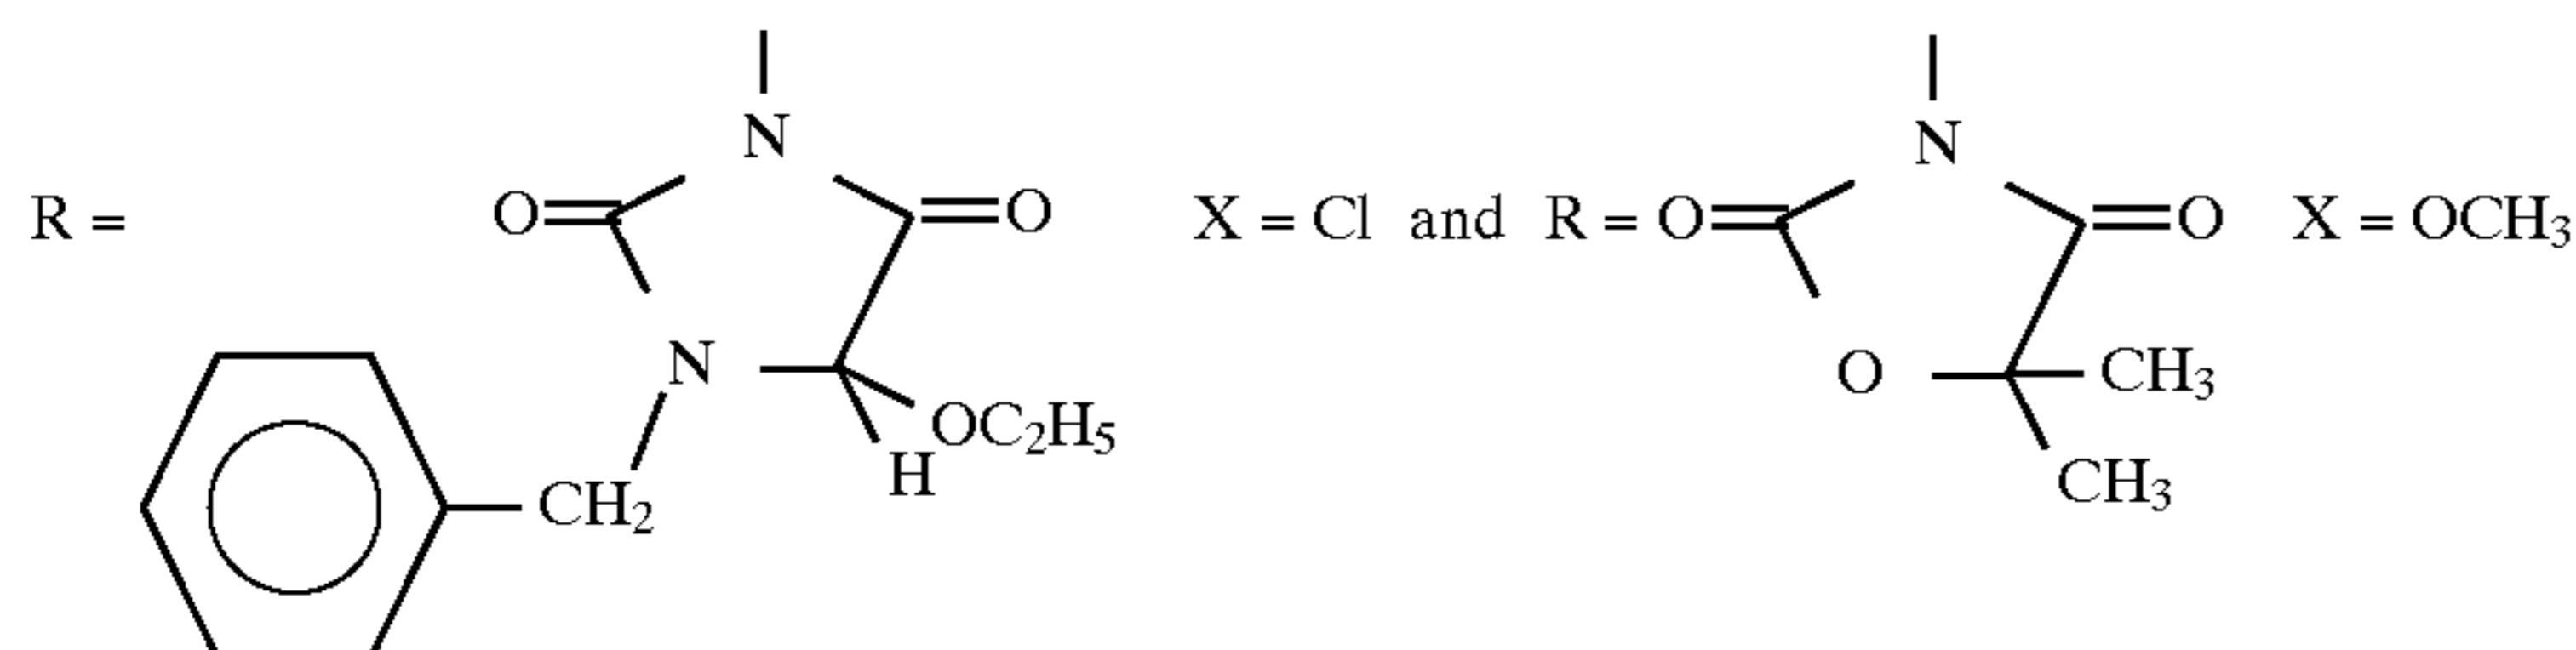 N N
R = O O X = Cl and R = O O X = OCH₃
N O CH₃
OC₂H₅
H CH₃
CH₂